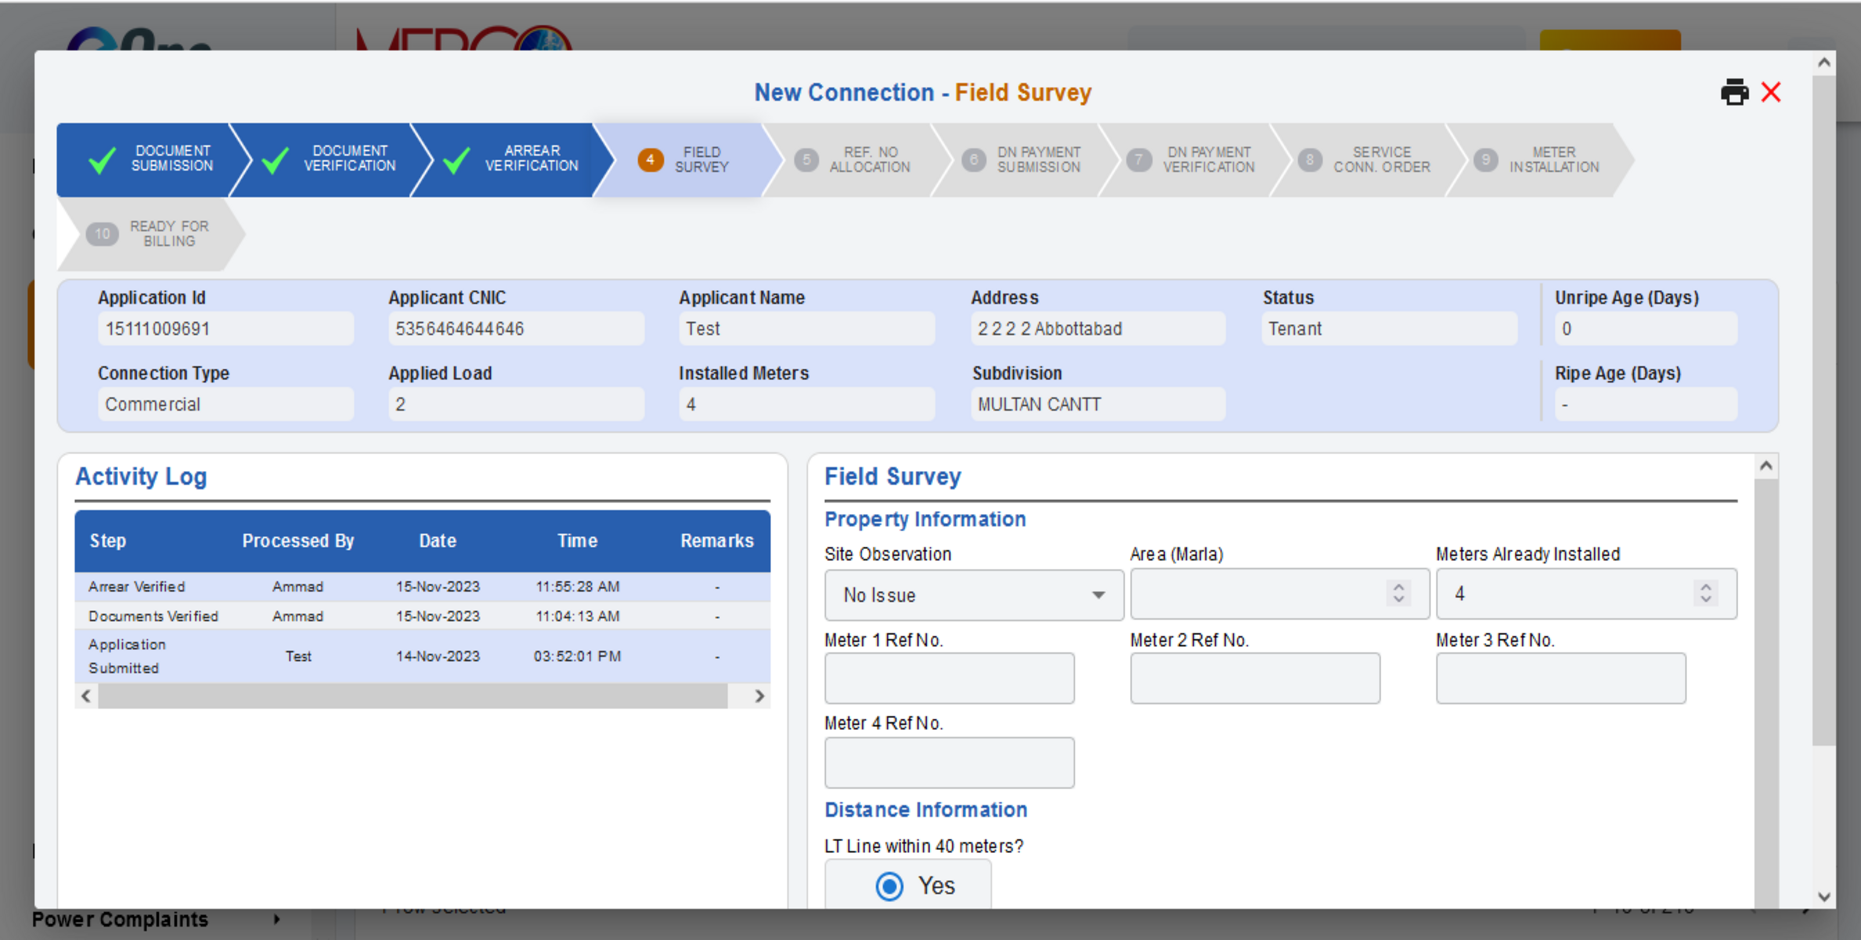 One
MEPCO
New Connection - Field Survey
DOCUMENT SUBMISSION
DOCUMENT VERIFICATION
ARREAR VERIFICATION
4 FIELD SURVEY
5 REF. NO ALLOCATION
6 DN PAYMENT SUBMISSION
7 DN PAYMENT VERIFICATION
8 SERVICE CONN. ORDER
9 METER INSTALLATION
10 READY FOR BILLING
Application Id Applicant CNIC Applicant Name Address Status Unripe Age (Days)
15111009691 5356464644646 Test 2 2 2 2 Abbottabad Tenant 0
Connection Type Applied Load Installed Meters Subdivision Ripe Age (Days)
Commercial 2 4 MULTAN CANTT -
Activity Log
Step Processed By Date Time Remarks
Arrear Verified Ammad 15-Nov-2023 11:55:28 AM -
Documents Verified Ammad 15-Nov-2023 11:04:13 AM -
Application Submitted Test 14-Nov-2023 03:52:01 PM -
Field Survey
Property Information
Site Observation Area (Marla) Meters Already Installed
No Issue 4
Meter 1 Ref No. Meter 2 Ref No. Meter 3 Ref No.
Meter 4 Ref No.
Distance Information
LT Line within 40 meters?
Yes
Power Complaints